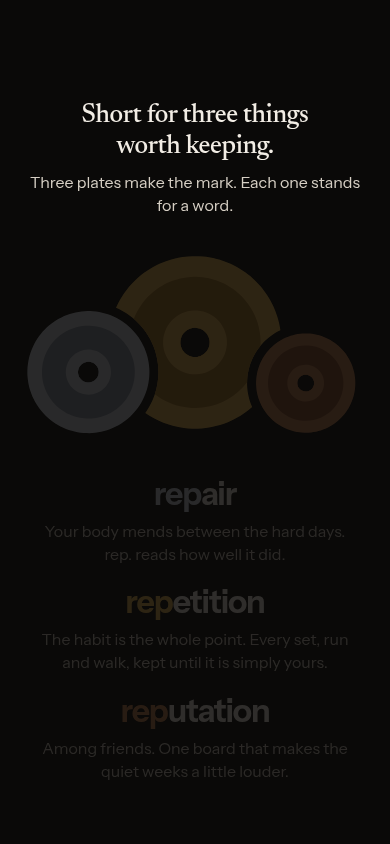 Short for three things
worth keeping.
Three plates make the mark. Each one stands
for a word.
repair
Your body mends between the hard days.
rep. reads how well it did.
repetition
The habit is the whole point. Every set, run
and walk, kept until it is simply yours.
reputation
Among friends. One board that makes the
quiet weeks a little louder.